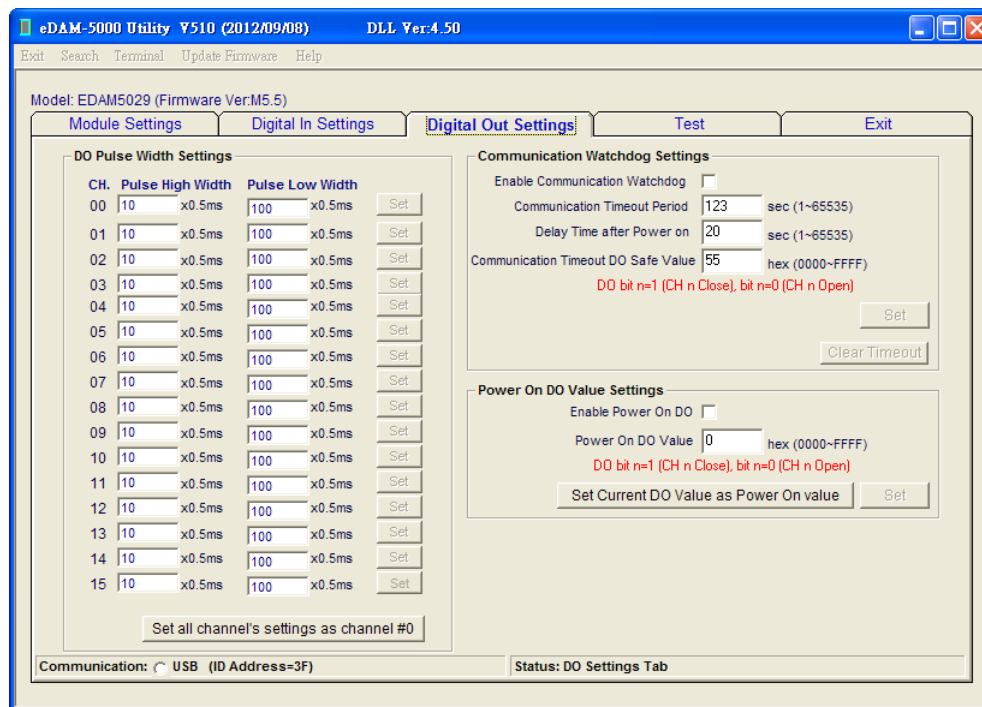 eDAM-5000 Utility V510 (2012/09/08) DLL Ver:4.50
Exit Search Terminal Update Firmware Help
Model: EDAM5029 (Firmware Ver:M5.5)
Module Settings Digital In Settings Digital Out Settings Test Exit
DO Pulse Width Settings
CH. Pulse High Width Pulse Low Width
00 10 x0.5ms 100 x0.5ms Set
01 10 x0.5ms 100 x0.5ms Set
02 10 x0.5ms 100 x0.5ms Set
03 10 x0.5ms 100 x0.5ms Set
04 10 x0.5ms 100 x0.5ms Set
05 10 x0.5ms 100 x0.5ms Set
06 10 x0.5ms 100 x0.5ms Set
07 10 x0.5ms 100 x0.5ms Set
08 10 x0.5ms 100 x0.5ms Set
09 10 x0.5ms 100 x0.5ms Set
10 10 x0.5ms 100 x0.5ms Set
11 10 x0.5ms 100 x0.5ms Set
12 10 x0.5ms 100 x0.5ms Set
13 10 x0.5ms 100 x0.5ms Set
14 10 x0.5ms 100 x0.5ms Set
15 10 x0.5ms 100 x0.5ms Set
Set all channel's settings as channel #0
Communication Watchdog Settings
Enable Communication Watchdog
Communication Timeout Period 123 sec (1~65535)
Delay Time after Power on 20 sec (1~65535)
Communication Timeout DO Safe Value 55 hex (0000~FFFF)
DO bit n=1 (CH n Close), bit n=0 (CH n Open)
Set
Clear Timeout
Power On DO Value Settings
Enable Power On DO
Power On DO Value 0 hex (0000~FFFF)
DO bit n=1 (CH n Close), bit n=0 (CH n Open)
Set Current DO Value as Power On value Set
Communication: USB (ID Address=3F) Status: DO Settings Tab